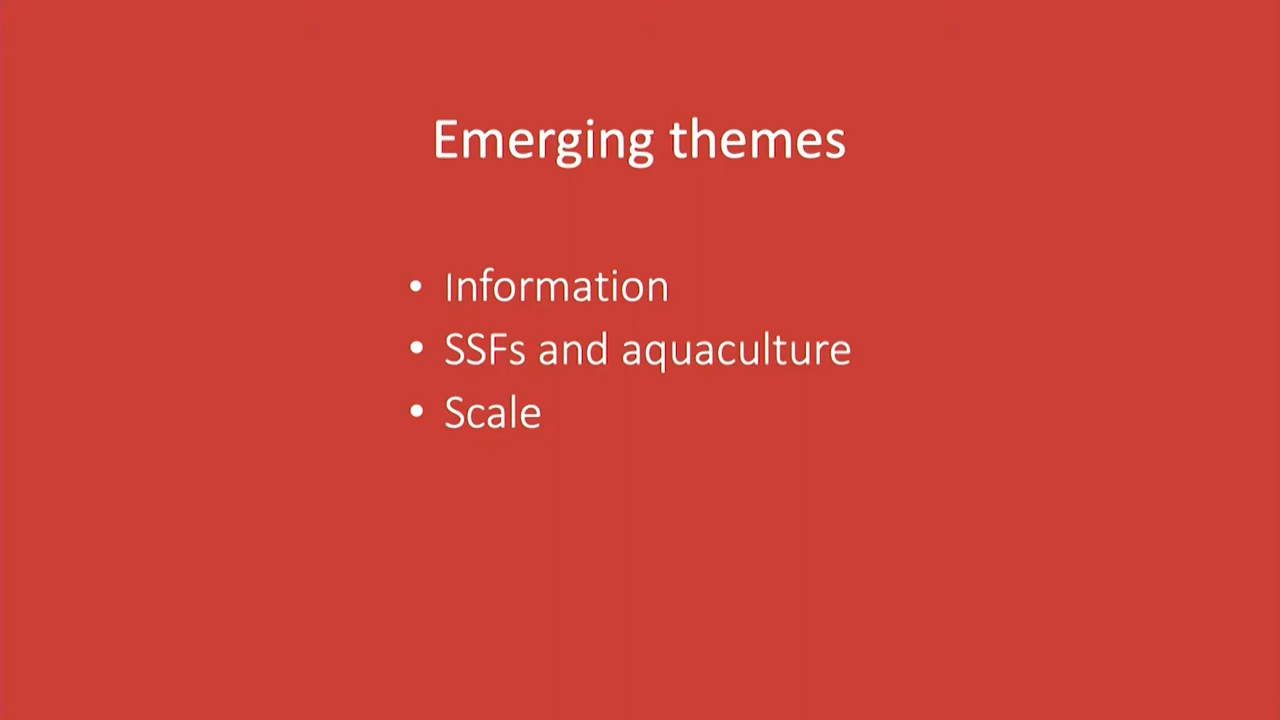 Emerging themes
• Information
• SSFs and aquaculture
• Scale